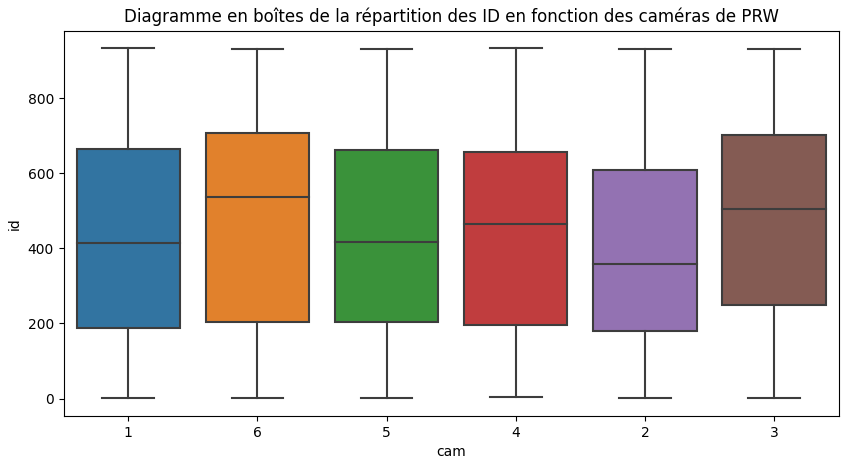 Diagramme en boîtes de la répartition des ID en fonction des caméras de PRW
800
600
400
200
0
id
1 6 5 4 2 3
cam